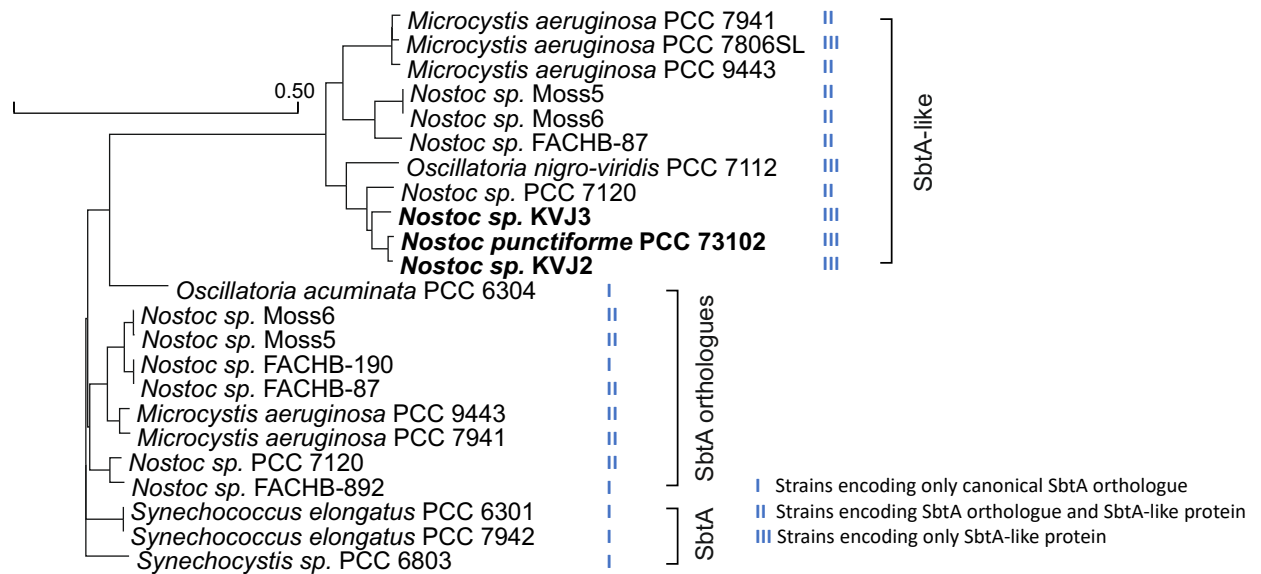 Microcystis aeruginosa PCC 7941 II
Microcystis aeruginosa PCC 7806SL III
Microcystis aeruginosa PCC 9443 II
0.50
Nostoc sp. Moss5 II
Nostoc sp. Moss6 II
Nostoc sp. FACHB-87 II
Oscillatoria nigro-viridis PCC 7112 III
Nostoc sp. PCC 7120 II
Nostoc sp. KVJ3 III
Nostoc punctiforme PCC 73102 III
Nostoc sp. KVJ2 III
SbtA-like
Oscillatoria acuminata PCC 6304 I
Nostoc sp. Moss6 II
Nostoc sp. Moss5 II
Nostoc sp. FACHB-190 I
Nostoc sp. FACHB-87 II
Microcystis aeruginosa PCC 9443 II
Microcystis aeruginosa PCC 7941 II
Nostoc sp. PCC 7120 II
Nostoc sp. FACHB-892 I
SbtA orthologues
Synechococcus elongatus PCC 6301 I
Synechococcus elongatus PCC 7942 I
Synechocystis sp. PCC 6803 I
SbtA
I Strains encoding only canonical SbtA orthologue
II Strains encoding SbtA orthologue and SbtA-like protein
III Strains encoding only SbtA-like protein